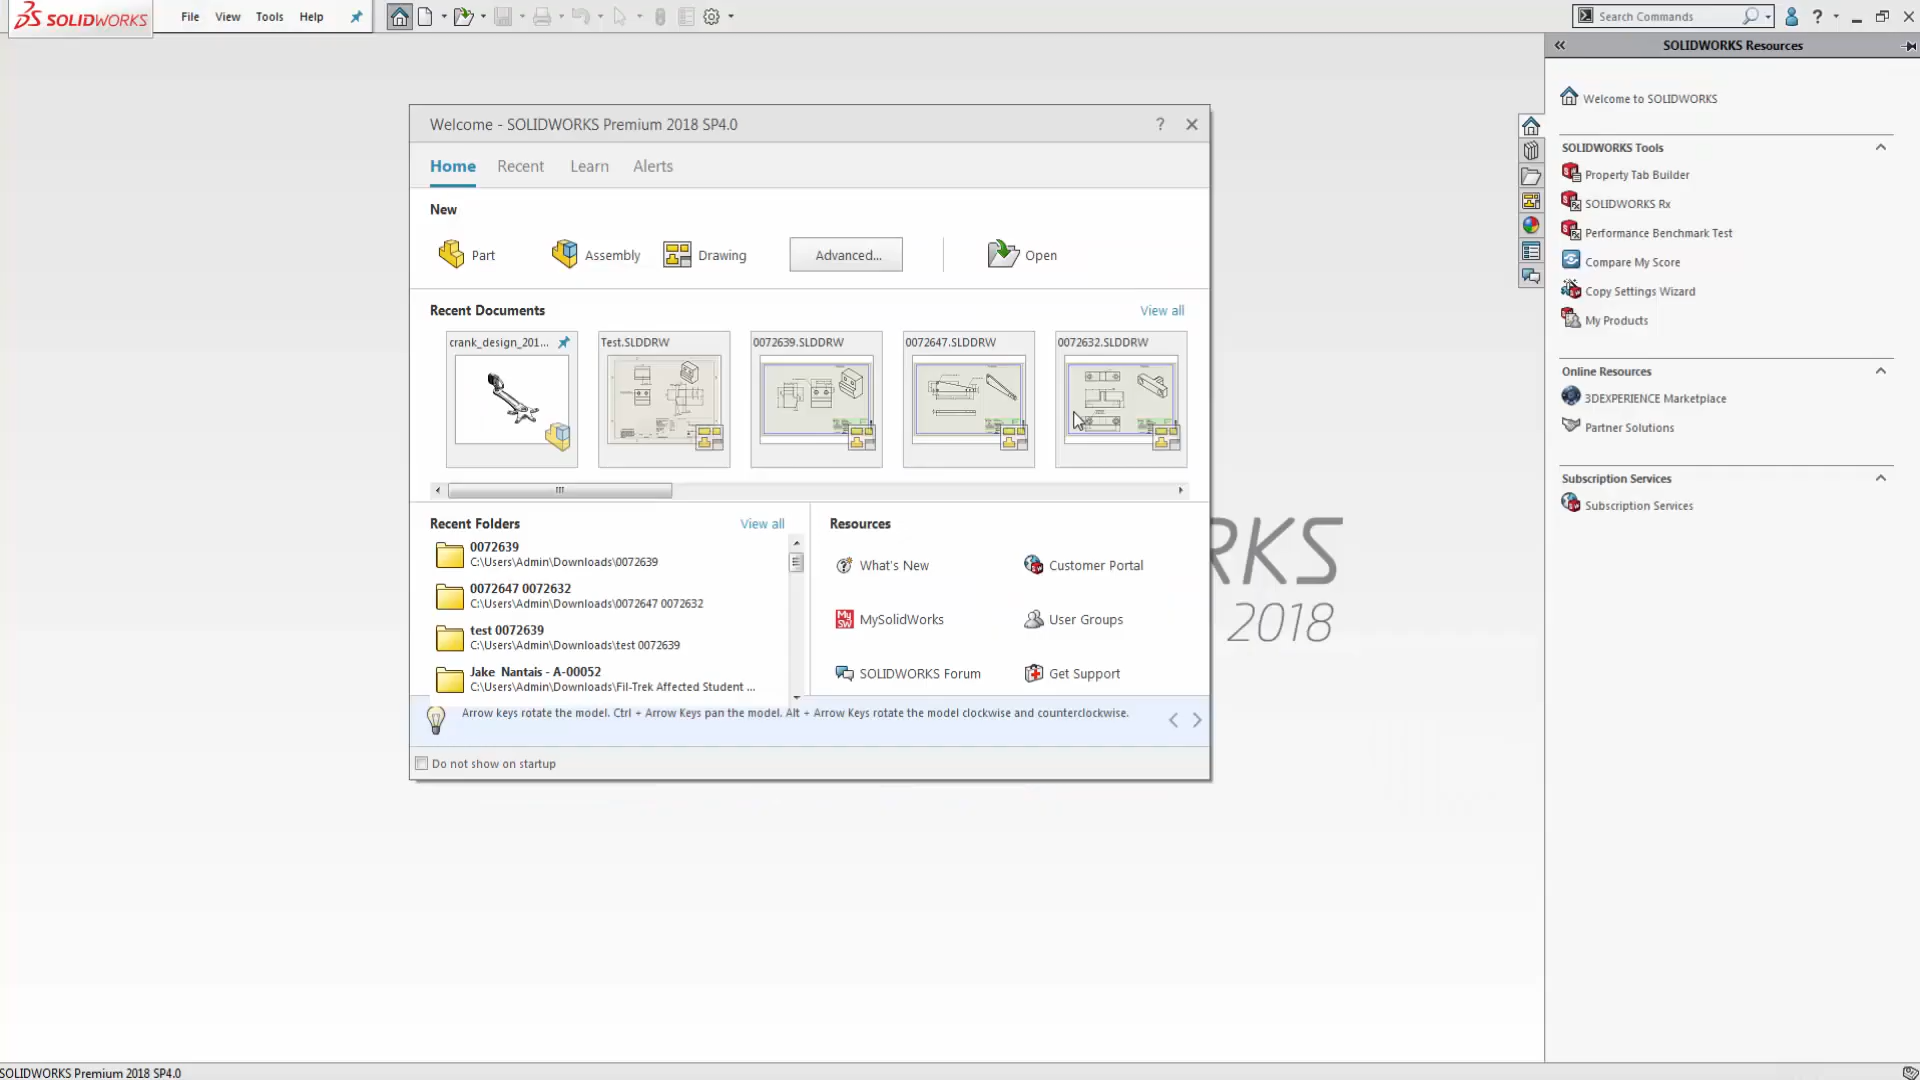 SOLIDWORKS
File View Tools Help
Search Commands
?
SOLIDWORKS Resources
Welcome to SOLIDWORKS
SOLIDWORKS Tools
Property Tab Builder
SOLIDWORKS Rx
Performance Benchmark Test
Compare My Score
Copy Settings Wizard
My Products
Online Resources
3DEXPERIENCE Marketplace
Partner Solutions
Subscription Services
Subscription Services
Welcome - SOLIDWORKS Premium 2018 SP4.0
?
Home Recent Learn Alerts
New
Part Assembly Drawing Advanced... Open
Recent Documents View all
crank_design_201... Test.SLDDRW 0072639.SLDDRW 0072647.SLDDRW 0072632.SLDDRW
Recent Folders View all
0072639
C:\Users\Admin\Downloads\0072639
0072647 0072632
C:\Users\Admin\Downloads\0072647 0072632
test 0072639
C:\Users\Admin\Downloads\test 0072639
Jake Nantais - A-00052
C:\Users\Admin\Downloads\Fil-Trek Affected Student ...
Resources
What's New Customer Portal
MySolidWorks User Groups
SOLIDWORKS Forum Get Support
Arrow keys rotate the model. Ctrl + Arrow Keys pan the model. Alt + Arrow Keys rotate the model clockwise and counterclockwise.
Do not show on startup
RKS
2018
SOLIDWORKS Premium 2018 SP4.0